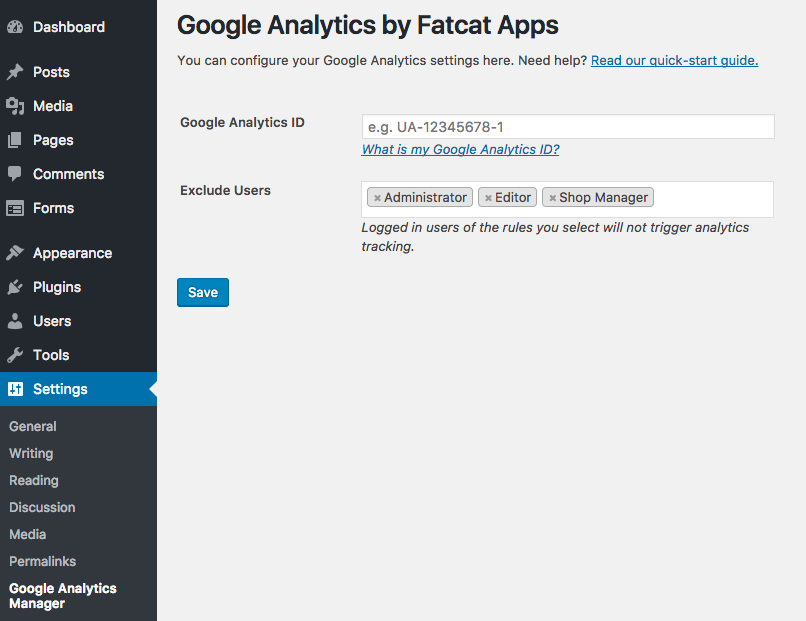 Dashboard
Posts
Media
Pages
Comments
Forms
Appearance
Plugins
Users
Tools
Settings
General
Writing
Reading
Discussion
Media
Permalinks
Google Analytics
Manager
Google Analytics by Fatcat Apps
You can configure your Google Analytics settings here. Need help? Read our quick-start guide.
Google Analytics ID
e.g. UA-12345678-1
What is my Google Analytics ID?
Exclude Users
× Administrator × Editor × Shop Manager
Logged in users of the rules you select will not trigger analytics
tracking.
Save